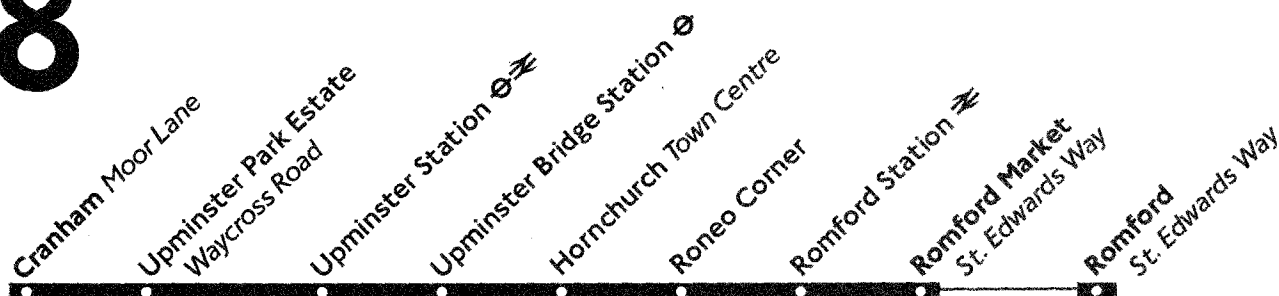 8
Cranham Moor Lane
Upminster Park Estate
Waycross Road
Upminster Station
Upminster Bridge Station
Hornchurch Town Centre
Roneo Corner
Romford Station
Romford Market
St. Edwards Way
Romford
St. Edwards Way